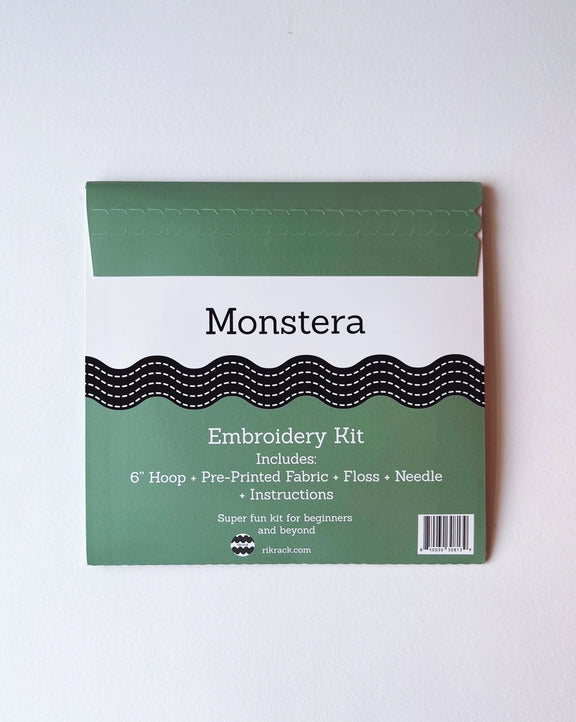 Monstera
Embroidery Kit
Includes:
6” Hoop + Pre-Printed Fabric + Floss + Needle
+ Instructions
Super fun kit for beginners
and beyond
rikrack.com